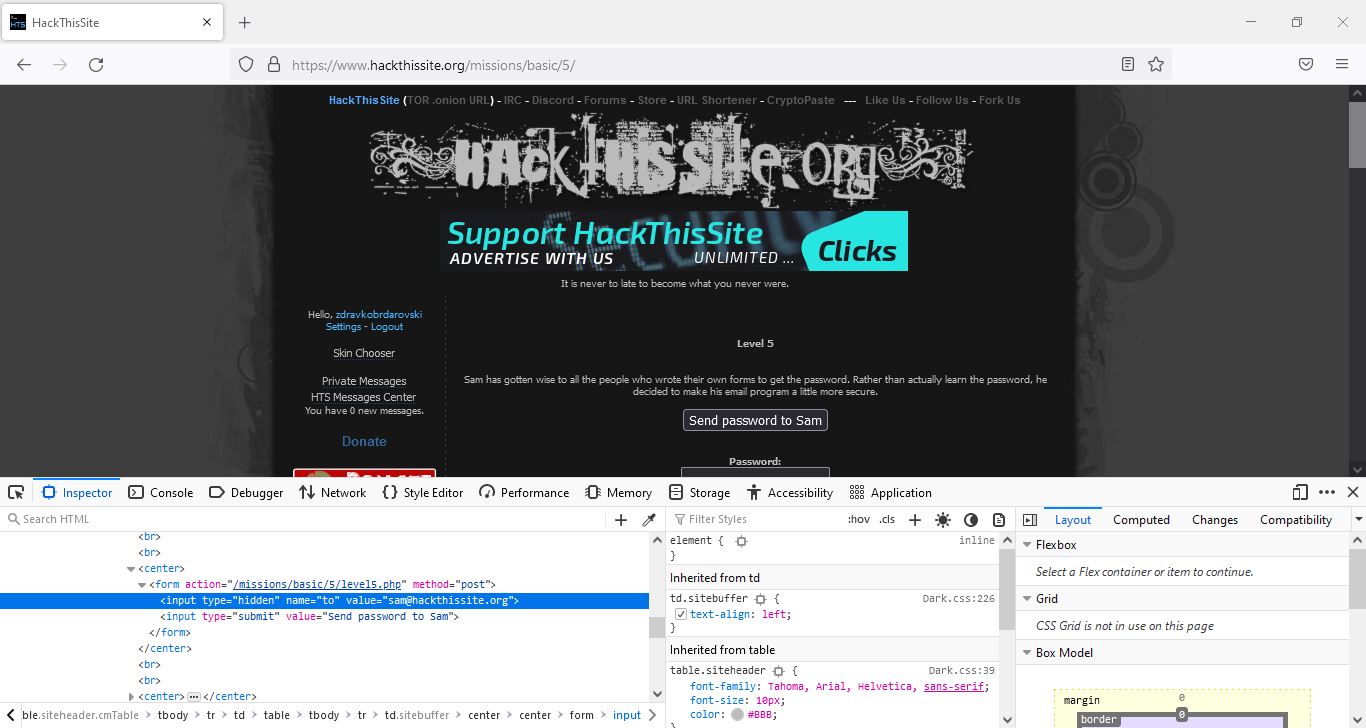 HackThisSite
https://www.hackthissite.org/missions/basic/5/
HackThisSite (TOR .onion URL) - IRC - Discord - Forums - Store - URL Shortener - CryptoPaste --- Like Us - Follow Us - Fork Us
HackThisSite.org
Support HackThisSite
ADVERTISE WITH US
UNLIMITED ...
Clicks
It is never to late to become what you never were.
Hello, zdravkobrdarovski
Settings - Logout
Skin Chooser
Private Messages
HTS Messages Center
You have 0 new messages.
Donate
Level 5
Sam has gotten wise to all the people who wrote their own forms to get the password. Rather than actually learn the password, he
decided to make his email program a little more secure.
Send password to Sam
Password:
Inspector Console Debugger Network Style Editor Performance Memory Storage Accessibility Application
Search HTML
<br>
<br>
<center>
<form action="/missions/basic/5/level5.php" method="post">
<input type="hidden" name="to" value="sam@hackthissite.org">
<input type="submit" value="Send password to Sam">
</form>
</center>
<br>
<br>
<center> </center>
ble.siteheader.cmTable > tbody > tr > td > table > tbody > tr > td.sitebuffer > center > center > form > input
Filter Styles :hov .cls
element { inline
}
Inherited from td
td.sitebuffer { Dark.css:226
text-align: left;
}
Inherited from table
table.siteheader { Dark.css:39
font-family: Tahoma, Arial, Helvetica, sans-serif;
font-size: 10px;
color: #BBB;
Layout Computed Changes Compatibility
Flexbox
Select a Flex container or item to continue.
Grid
CSS Grid is not in use on this page
Box Model
margin 0
border 0